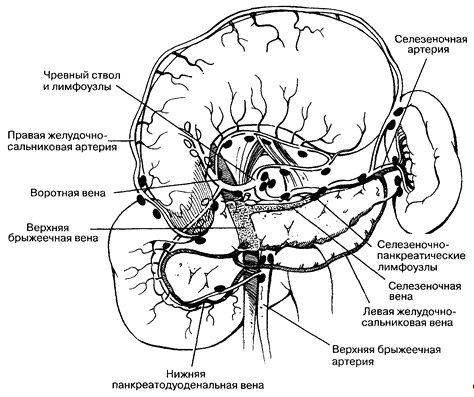 Селезеночная
артерия
Чревный ствол
и лимфоузлы
Правая желудочно-
сальниковая артерия
Воротная вена
Верхняя
брыжеечная вена
Селезеночно-
панкреатические
лимфоузлы
Селезеночная
вена
Левая желудочно-
сальниковая вена
Верхняя брыжеечная
артерия
Нижняя
панкреатодуоденальная вена